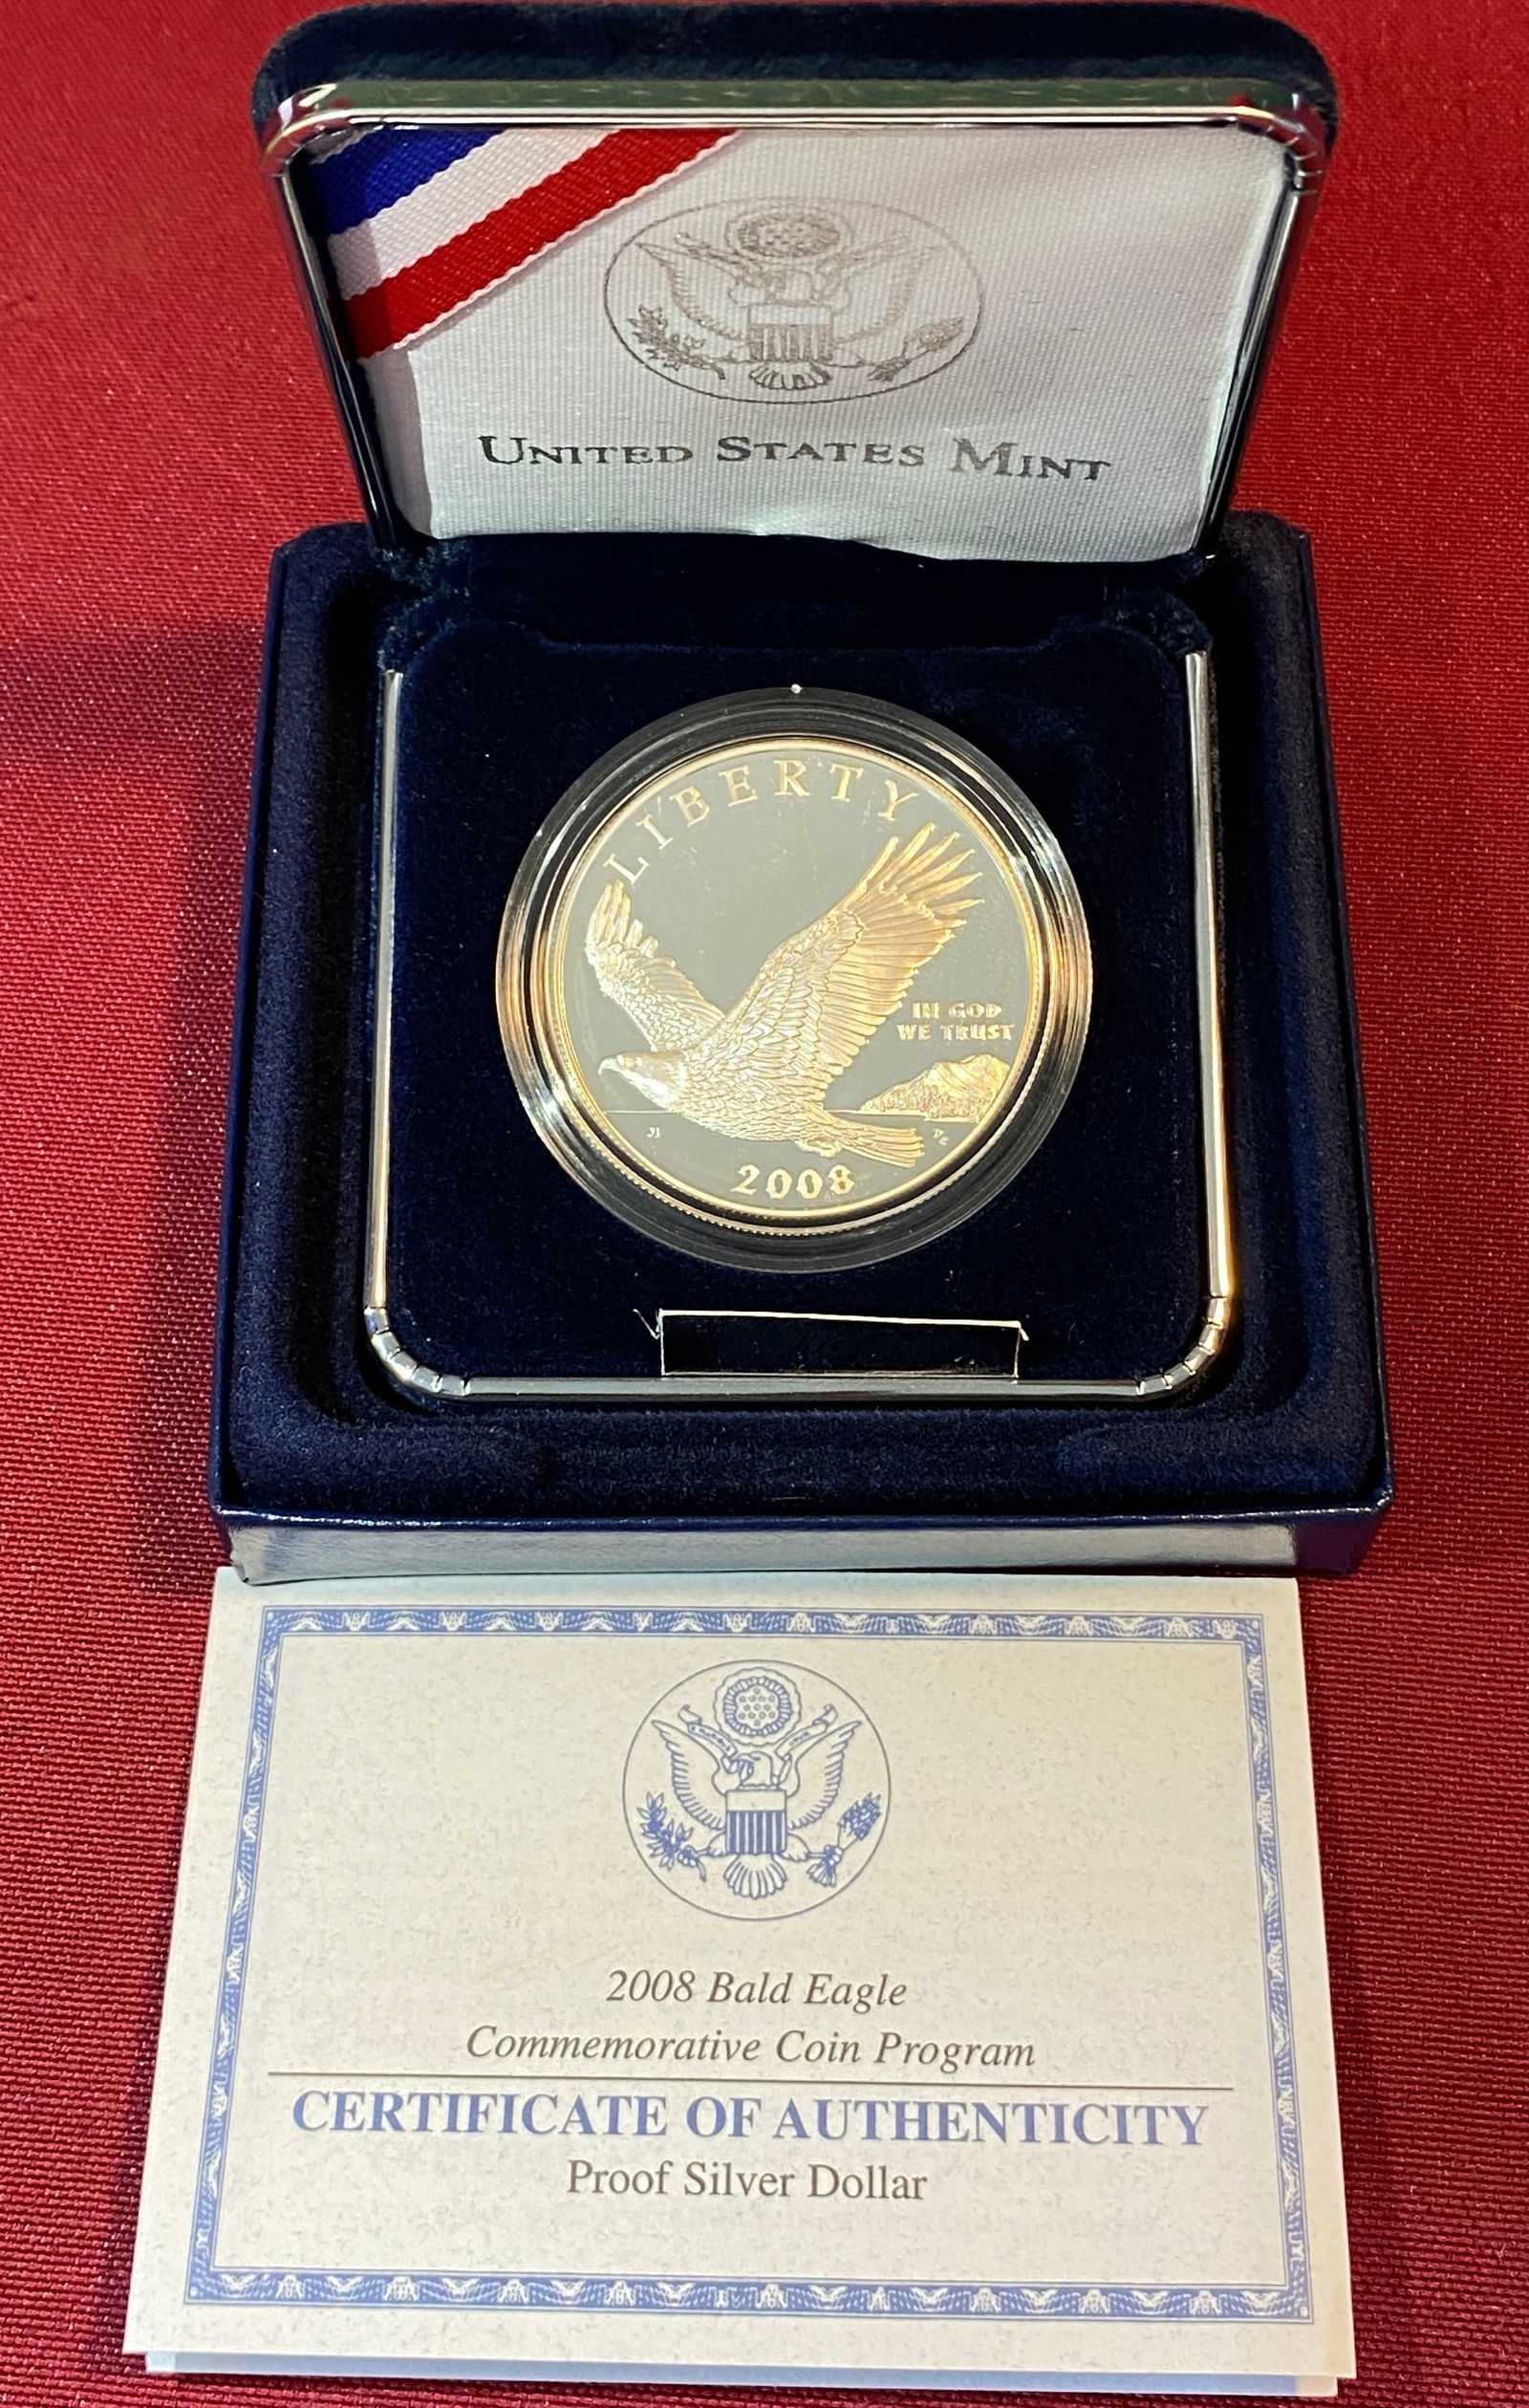 UNITED STATES MINT
LIBERTY
IN GOD
WE TRUST
2008
2008 Bald Eagle
Commemorative Coin Program
CERTIFICATE OF AUTHENTICITY
Proof Silver Dollar